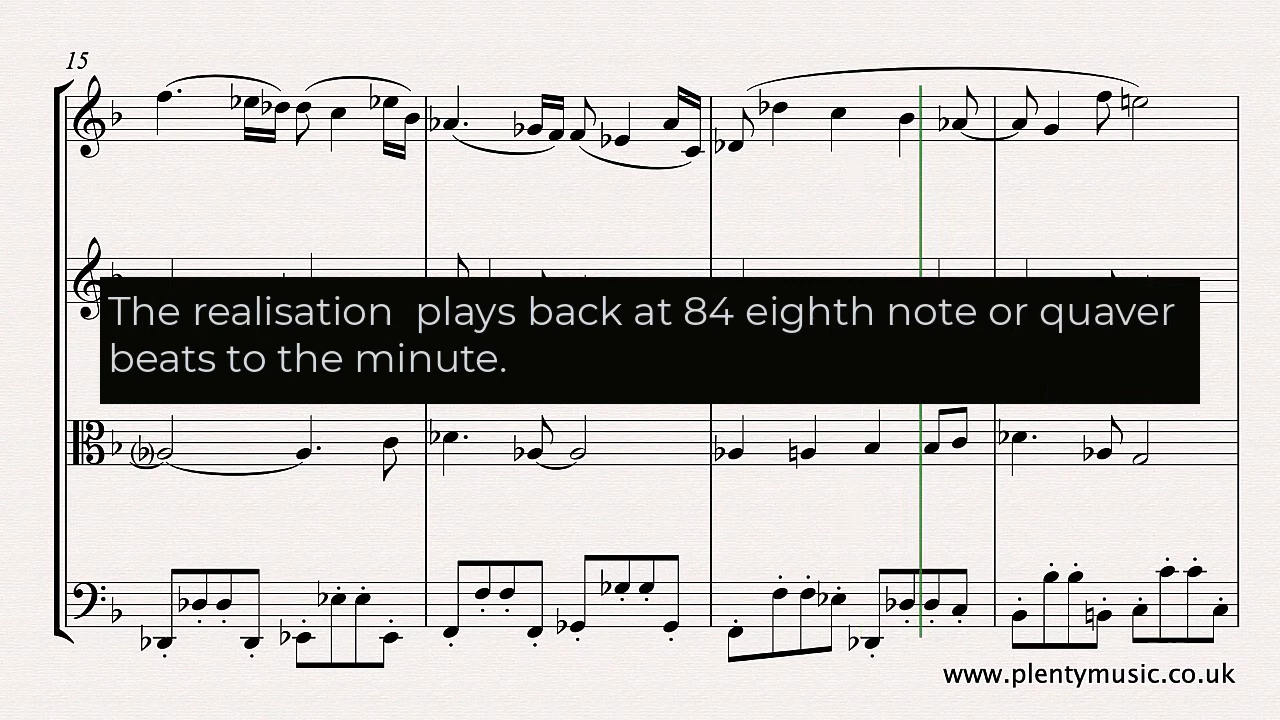 15
The realisation  plays back at 84 eighth note or quaver
beats to the minute.
www.plentymusic.co.uk